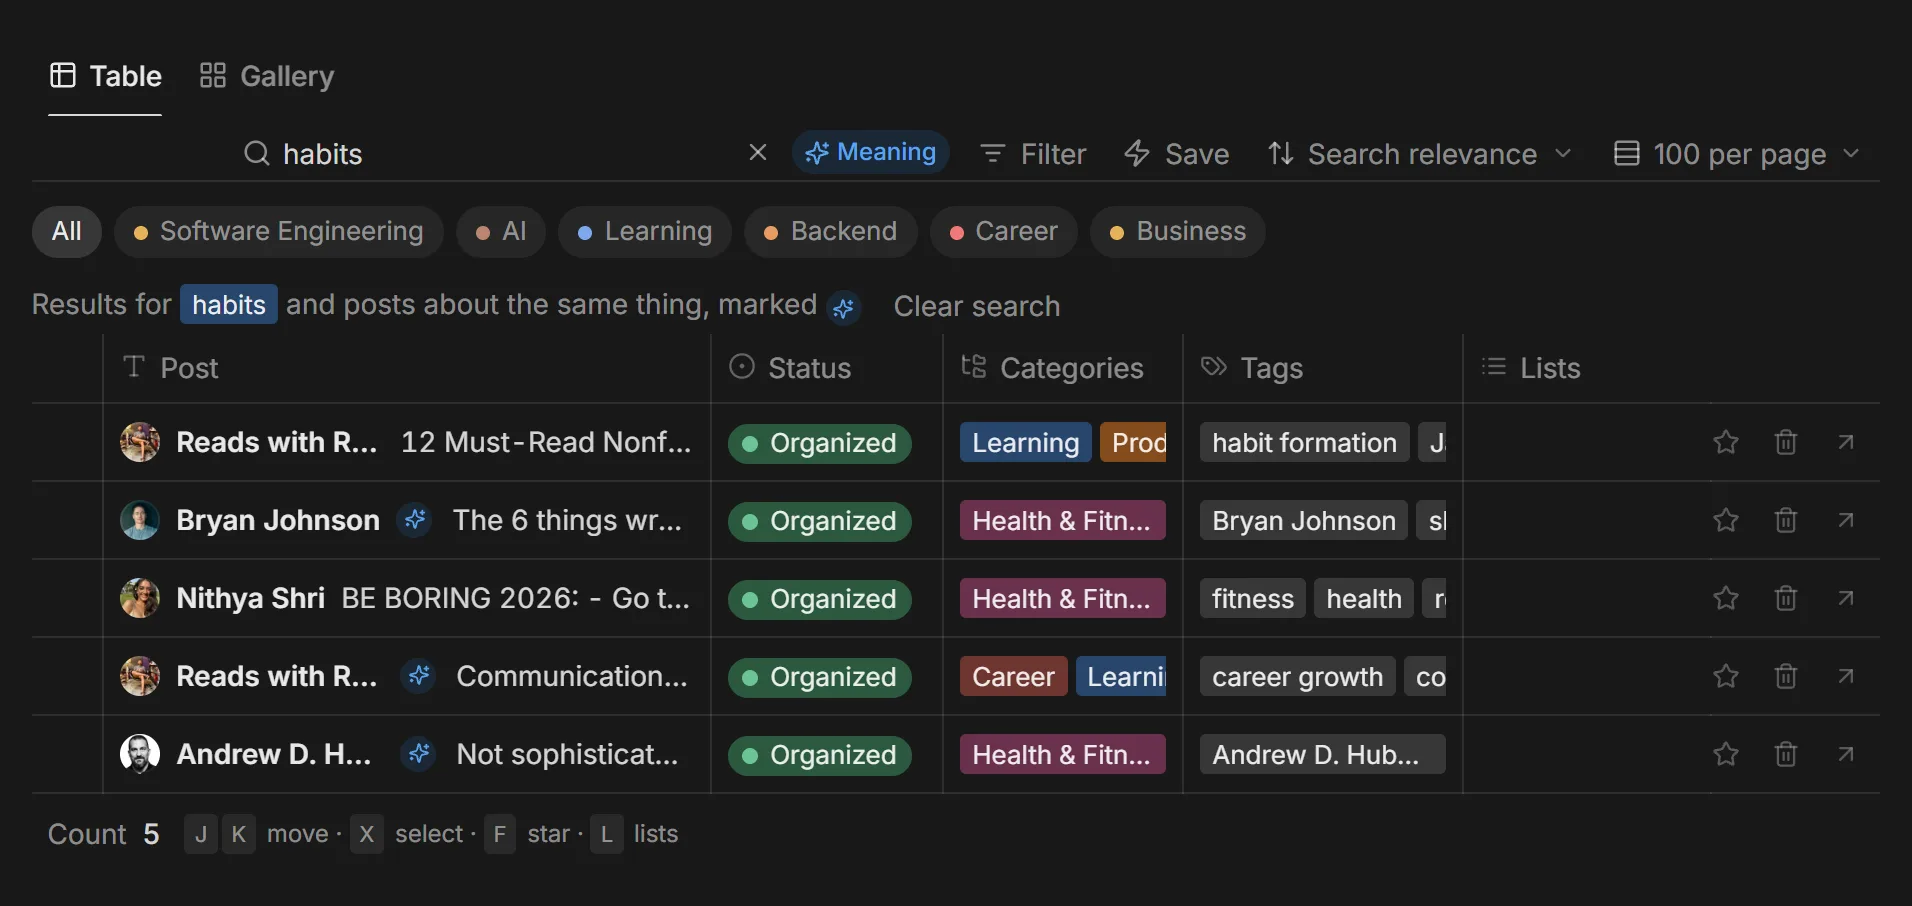 Table Gallery
habits Meaning Filter Save Search relevance 100 per page
All Software Engineering AI Learning Backend Career Business
Results for habits and posts about the same thing, marked Clear search
Post Status Categories Tags Lists
Reads with R... 12 Must-Read Nonf... Organized Learning Prod habit formation J
Bryan Johnson The 6 things wr... Organized Health & Fitn... Bryan Johnson sl
Nithya Shri BE BORING 2026: - Go t... Organized Health & Fitn... fitness health r
Reads with R... Communication... Organized Career Learni career growth co
Andrew D. H... Not sophisticat... Organized Health & Fitn... Andrew D. Hub...
Count 5 J K move · X select · F star · L lists